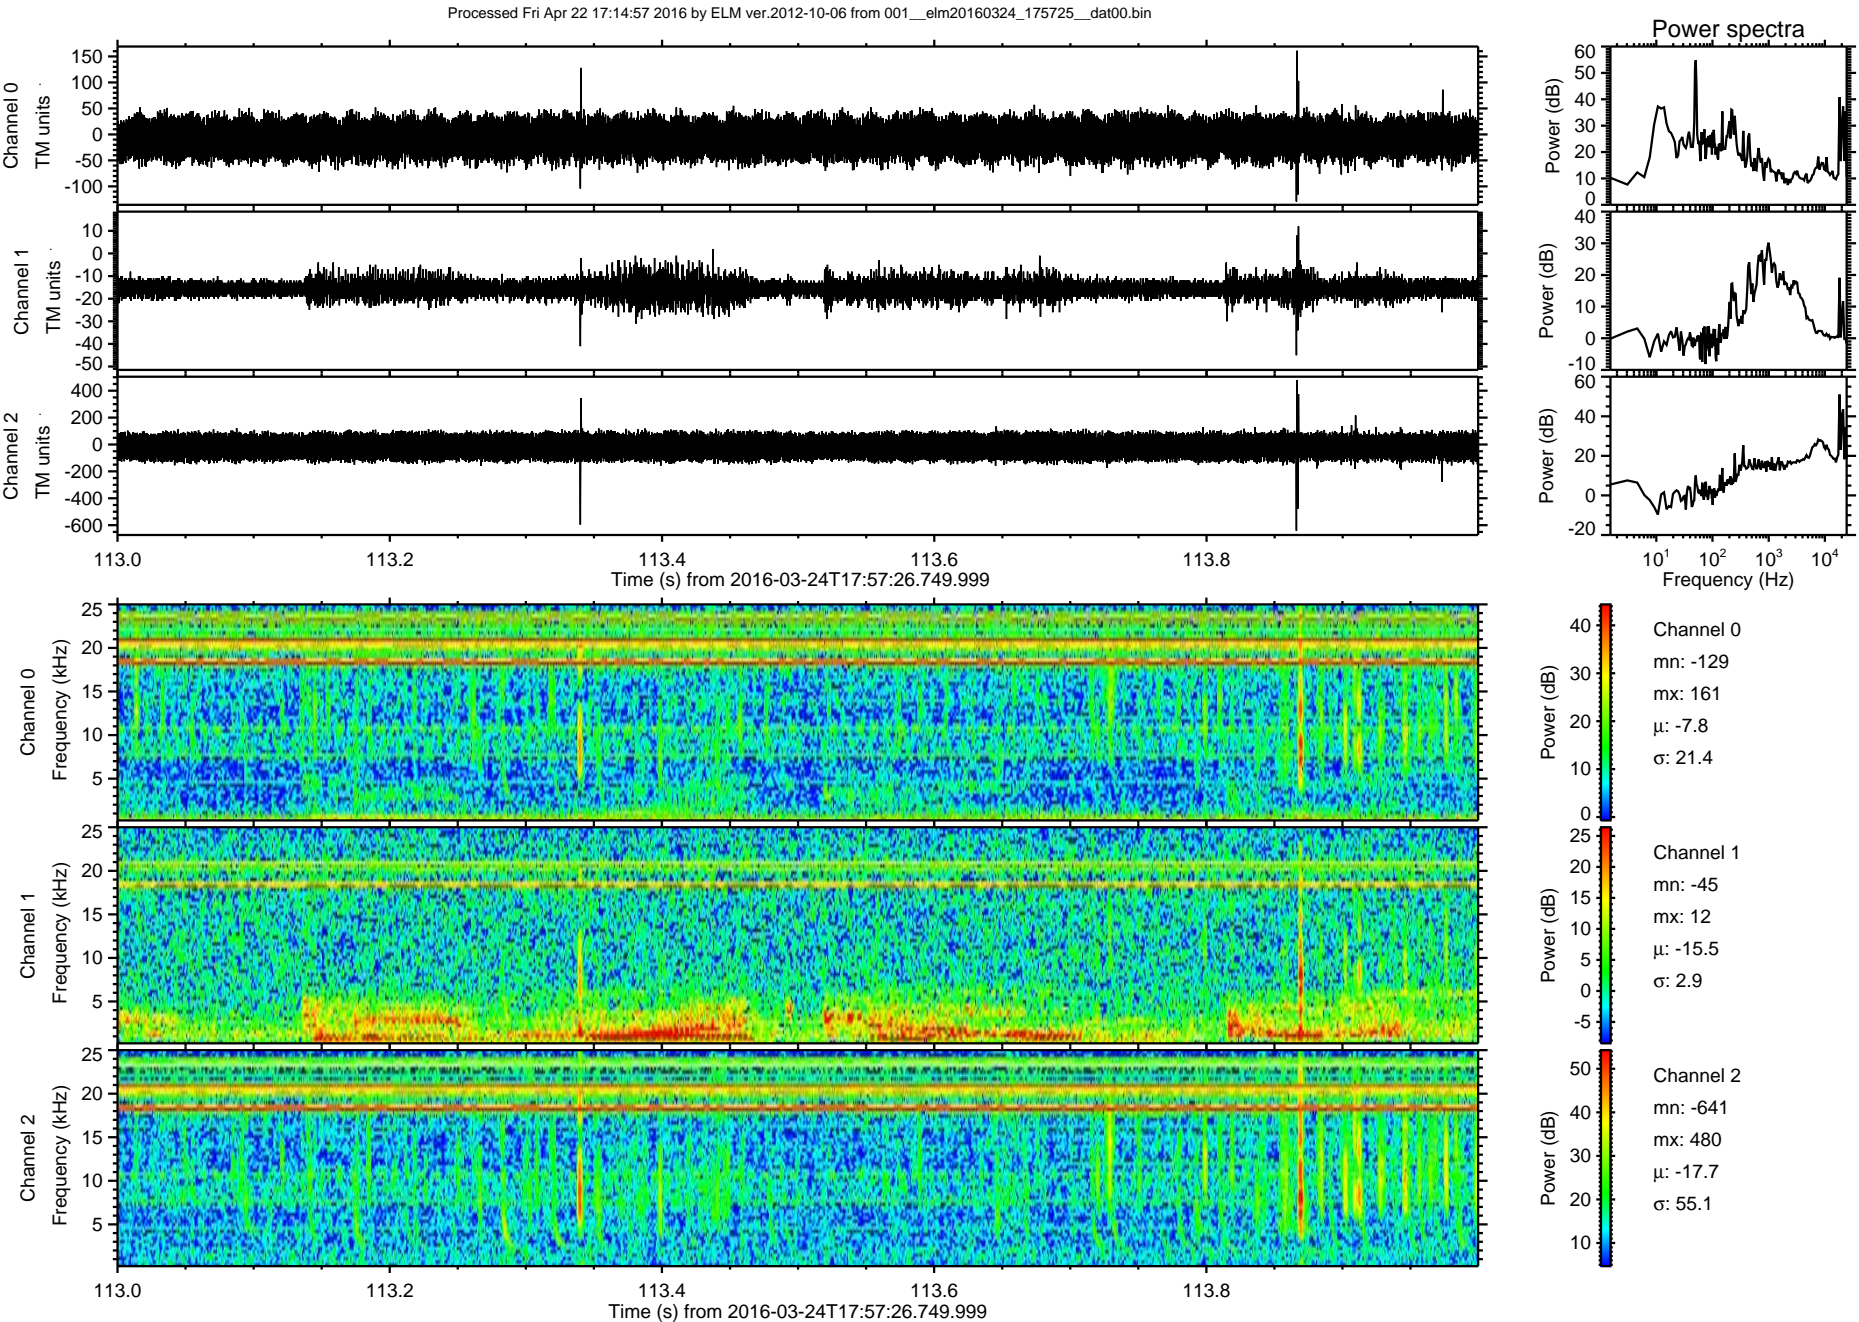 Processed Fri Apr 22 17:14:57 2016 by ELM ver.2012-10-06 from 001__elm20160324_175725__dat00.bin
Power spectra
Channel 0
TM units
150
100
50
0
-50
-100
Power (dB)
60
50
40
30
20
10
0
Channel 1
TM units
10
0
-10
-20
-30
-40
-50
Power (dB)
40
30
20
10
0
-10
Channel 2
TM units
400
200
0
-200
-400
-600
Power (dB)
60
40
20
0
-20
113.0 113.2 113.4 113.6 113.8
Time (s) from 2016-03-24T17:57:26.749.999
10^1 10^2 10^3 10^4
Frequency (Hz)
Channel 0
Frequency (kHz)
25
20
15
10
5
Power (dB)
40
30
20
10
0
Channel 0
mn: -129
mx: 161
μ: -7.8
σ: 21.4
Channel 1
Frequency (kHz)
25
20
15
10
5
Power (dB)
25
20
15
10
5
0
-5
Channel 1
mn: -45
mx: 12
μ: -15.5
σ: 2.9
Channel 2
Frequency (kHz)
25
20
15
10
5
Power (dB)
50
40
30
20
10
Channel 2
mn: -641
mx: 480
μ: -17.7
σ: 55.1
113.0 113.2 113.4 113.6 113.8
Time (s) from 2016-03-24T17:57:26.749.999